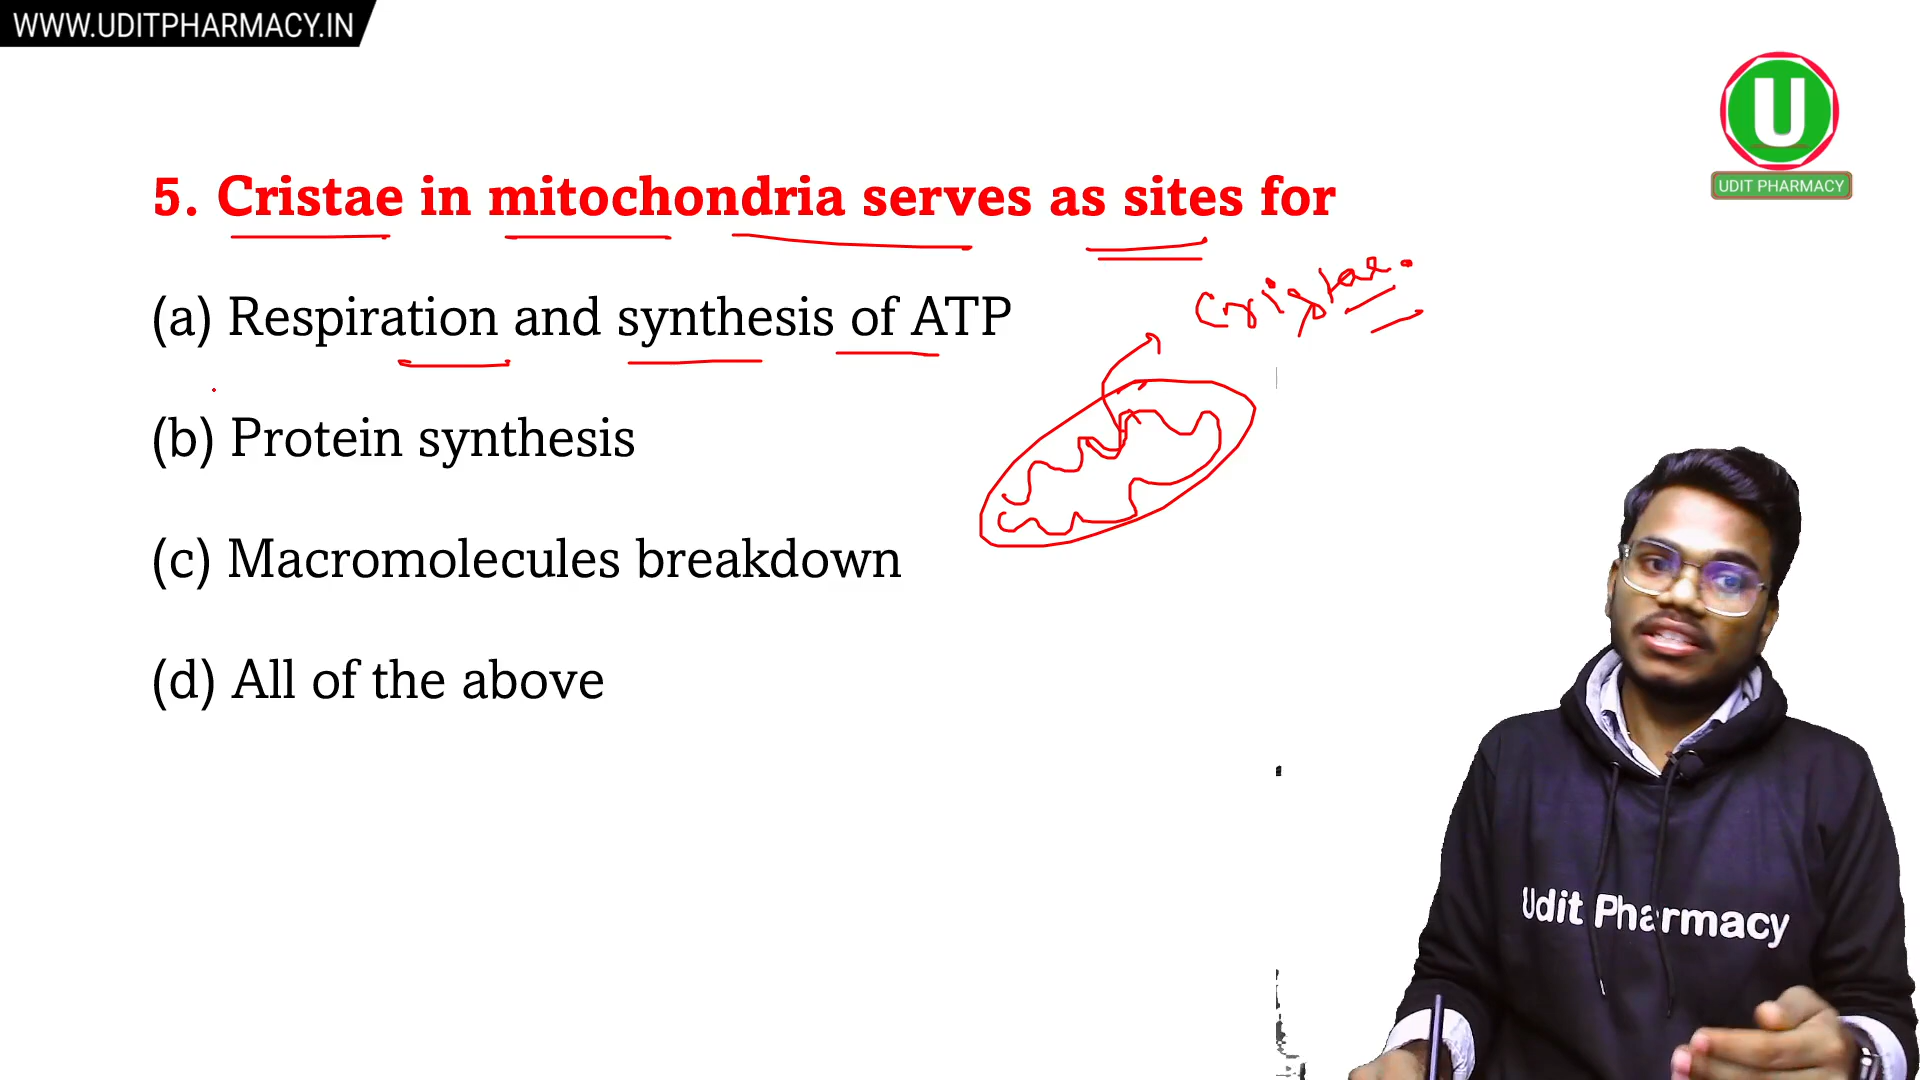 WWW.UDITPHARMACY.IN
U
UDIT PHARMACY
5. Cristae in mitochondria serves as sites for
Cristae.
(a) Respiration and synthesis of ATP
(b) Protein synthesis
(c) Macromolecules breakdown
(d) All of the above
Udit Pharmacy